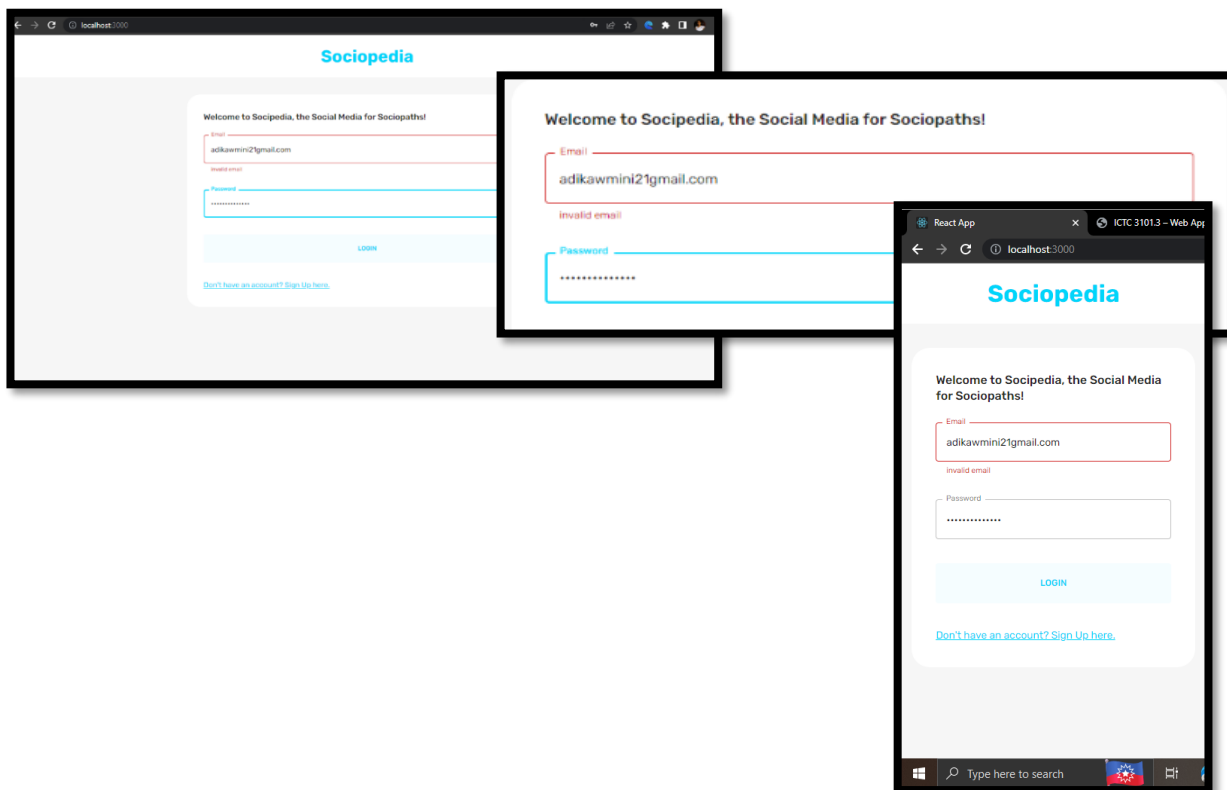 localhost:3000
Sociopedia
Welcome to Socipedia, the Social Media for Sociopaths!
Email
adikawmini21gmail.com
invalid email
Password
••••••••••••••
LOGIN
Don't have an account? Sign Up here.
Welcome to Socipedia, the Social Media for Sociopaths!
Email
adikawmini21gmail.com
invalid email
Password
••••••••••••••
React App
ICTC 3101.3 – Web App
localhost:3000
Sociopedia
Welcome to Socipedia, the Social Media
for Sociopaths!
Email
adikawmini21gmail.com
invalid email
Password
••••••••••••••
LOGIN
Don't have an account? Sign Up here.
Type here to search